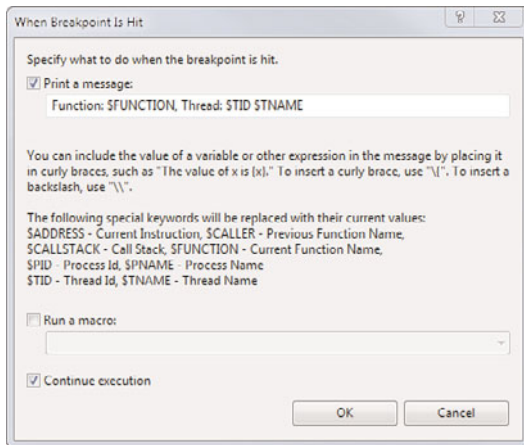 When Breakpoint Is Hit
Specify what to do when the breakpoint is hit.
Print a message:
Function: $FUNCTION, Thread: $TID $TNAME
You can include the value of a variable or other expression in the message by placing it
in curly braces, such as "The value of x is {x}." To insert a curly brace, use "\{". To insert a
backslash, use "\\".
The following special keywords will be replaced with their current values:
$ADDRESS - Current Instruction, $CALLER - Previous Function Name,
$CALLSTACK - Call Stack, $FUNCTION - Current Function Name,
$PID - Process Id, $PNAME - Process Name
$TID - Thread Id, $TNAME - Thread Name
Run a macro:
Continue execution
OK
Cancel